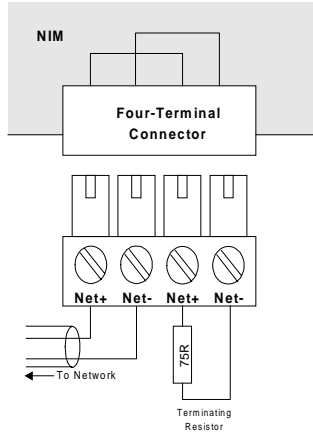 NIM
Four-Terminal
Connector
Net+ Net- Net+ Net-
75R
To Network
Terminating
Resistor